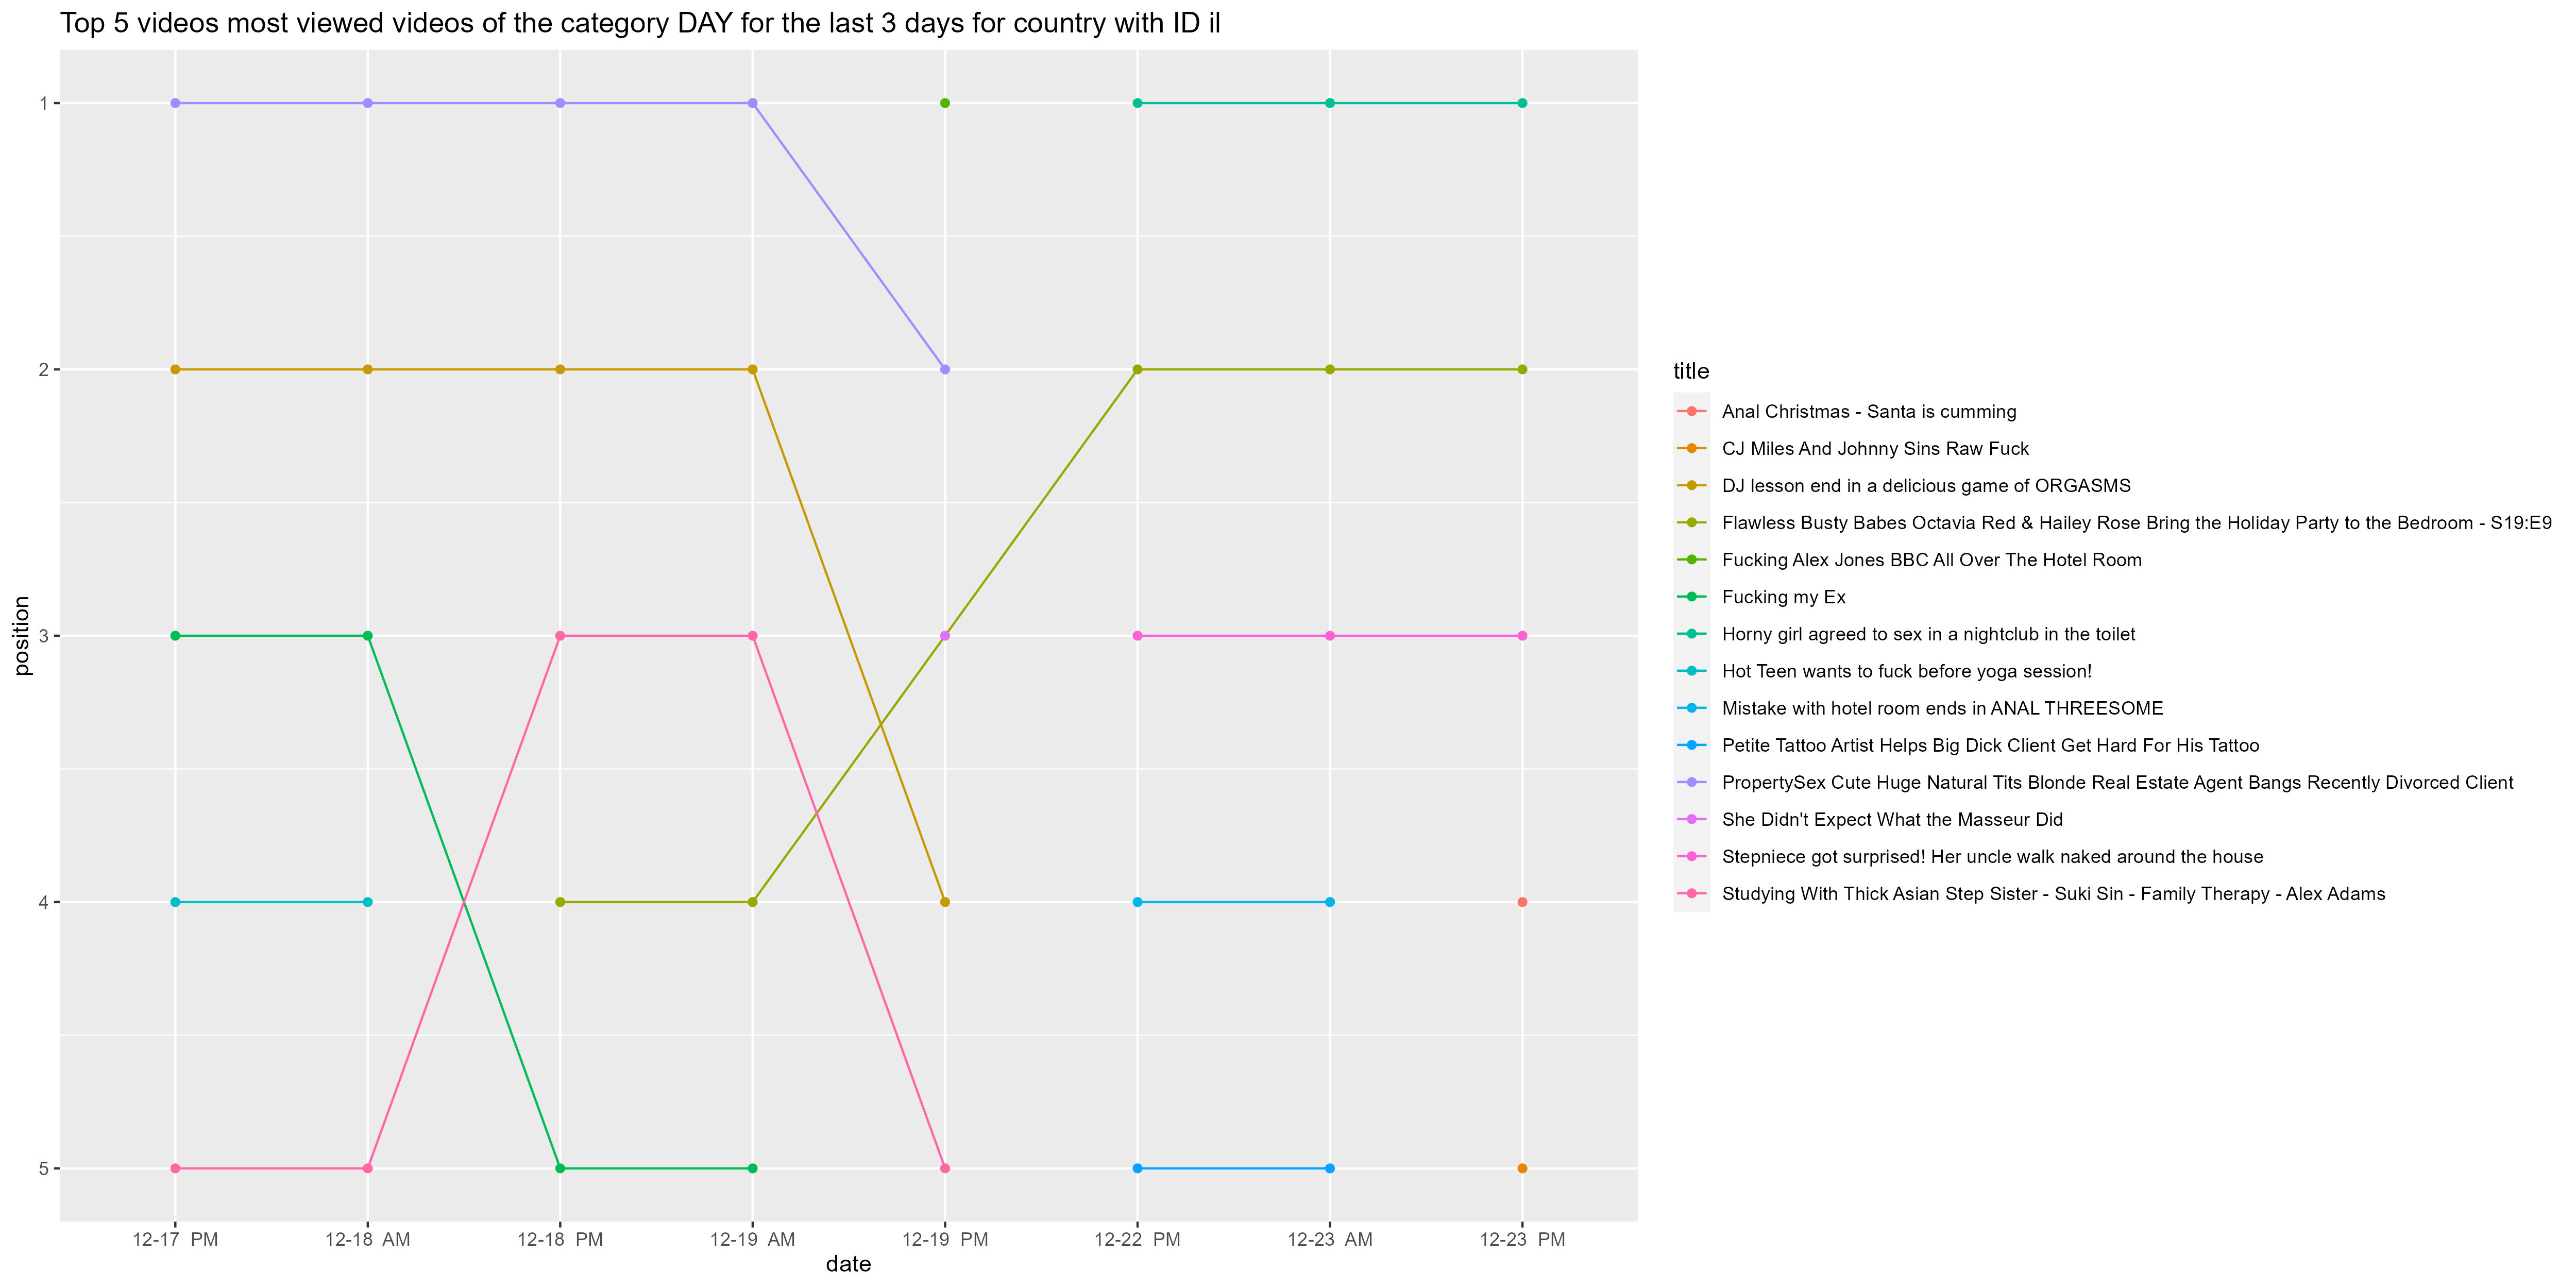 Top 5 videos most viewed videos of the category DAY for the last 3 days for country with ID il
1
2
3
4
5
position
12-17 PM
12-18 AM
12-18 PM
12-19 AM
12-19 PM
12-22 PM
12-23 AM
12-23 PM
date
title
Anal Christmas - Santa is cumming
CJ Miles And Johnny Sins Raw Fuck
DJ lesson end in a delicious game of ORGASMS
Flawless Busty Babes Octavia Red & Hailey Rose Bring the Holiday Party to the Bedroom - S19:E9
Fucking Alex Jones BBC All Over The Hotel Room
Fucking my Ex
Horny girl agreed to sex in a nightclub in the toilet
Hot Teen wants to fuck before yoga session!
Mistake with hotel room ends in ANAL THREESOME
Petite Tattoo Artist Helps Big Dick Client Get Hard For His Tattoo
PropertySex Cute Huge Natural Tits Blonde Real Estate Agent Bangs Recently Divorced Client
She Didn't Expect What the Masseur Did
Stepniece got surprised! Her uncle walk naked around the house
Studying With Thick Asian Step Sister - Suki Sin - Family Therapy - Alex Adams